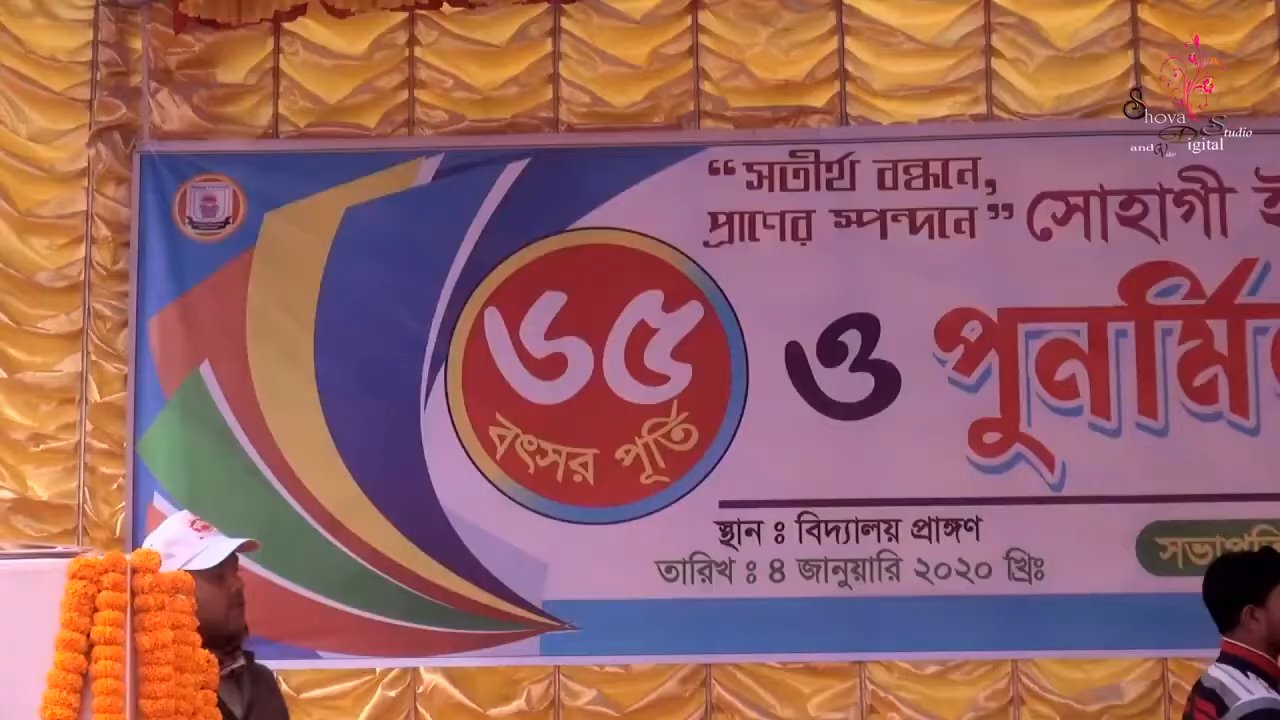 “সতীর্থ বন্ধনে,
প্রাণের স্পন্দনে”
সোহাগী
৬৫
বৎসর পূর্তি
ও
স্থান ঃ বিদ্যালয় প্রাঙ্গণ
তারিখ ঃ ৪ জানুয়ারি ২০২০ খ্রিঃ
Shova
Studio
and
Digital